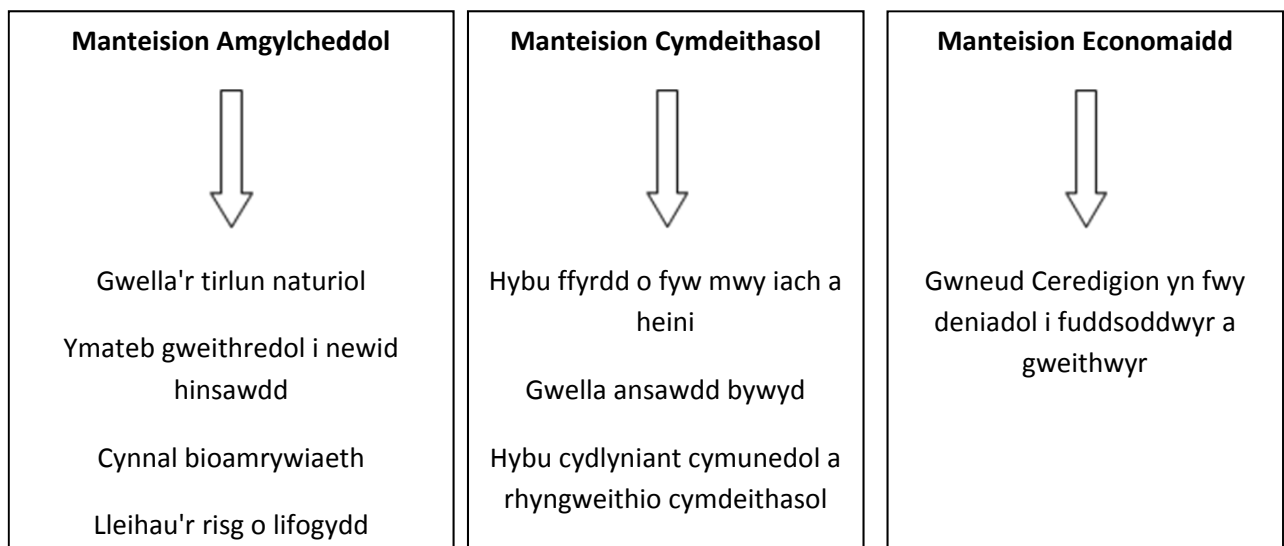 Manteision Amgylcheddol
Gwella'r tirlun naturiol
Ymateb gweithredol i newid
hinsawdd
Cynnal bioamrywiaeth
Lleihau'r risg o lifogydd
Manteision Cymdeithasol
Hybu ffyrdd o fyw mwy iach a
heini
Gwella ansawdd bywyd
Hybu cydlyniant cymunedol a
rhyngweithio cymdeithasol
Manteision Economaidd
Gwneud Ceredigion yn fwy
deniadol i fuddsoddwyr a
gweithwyr